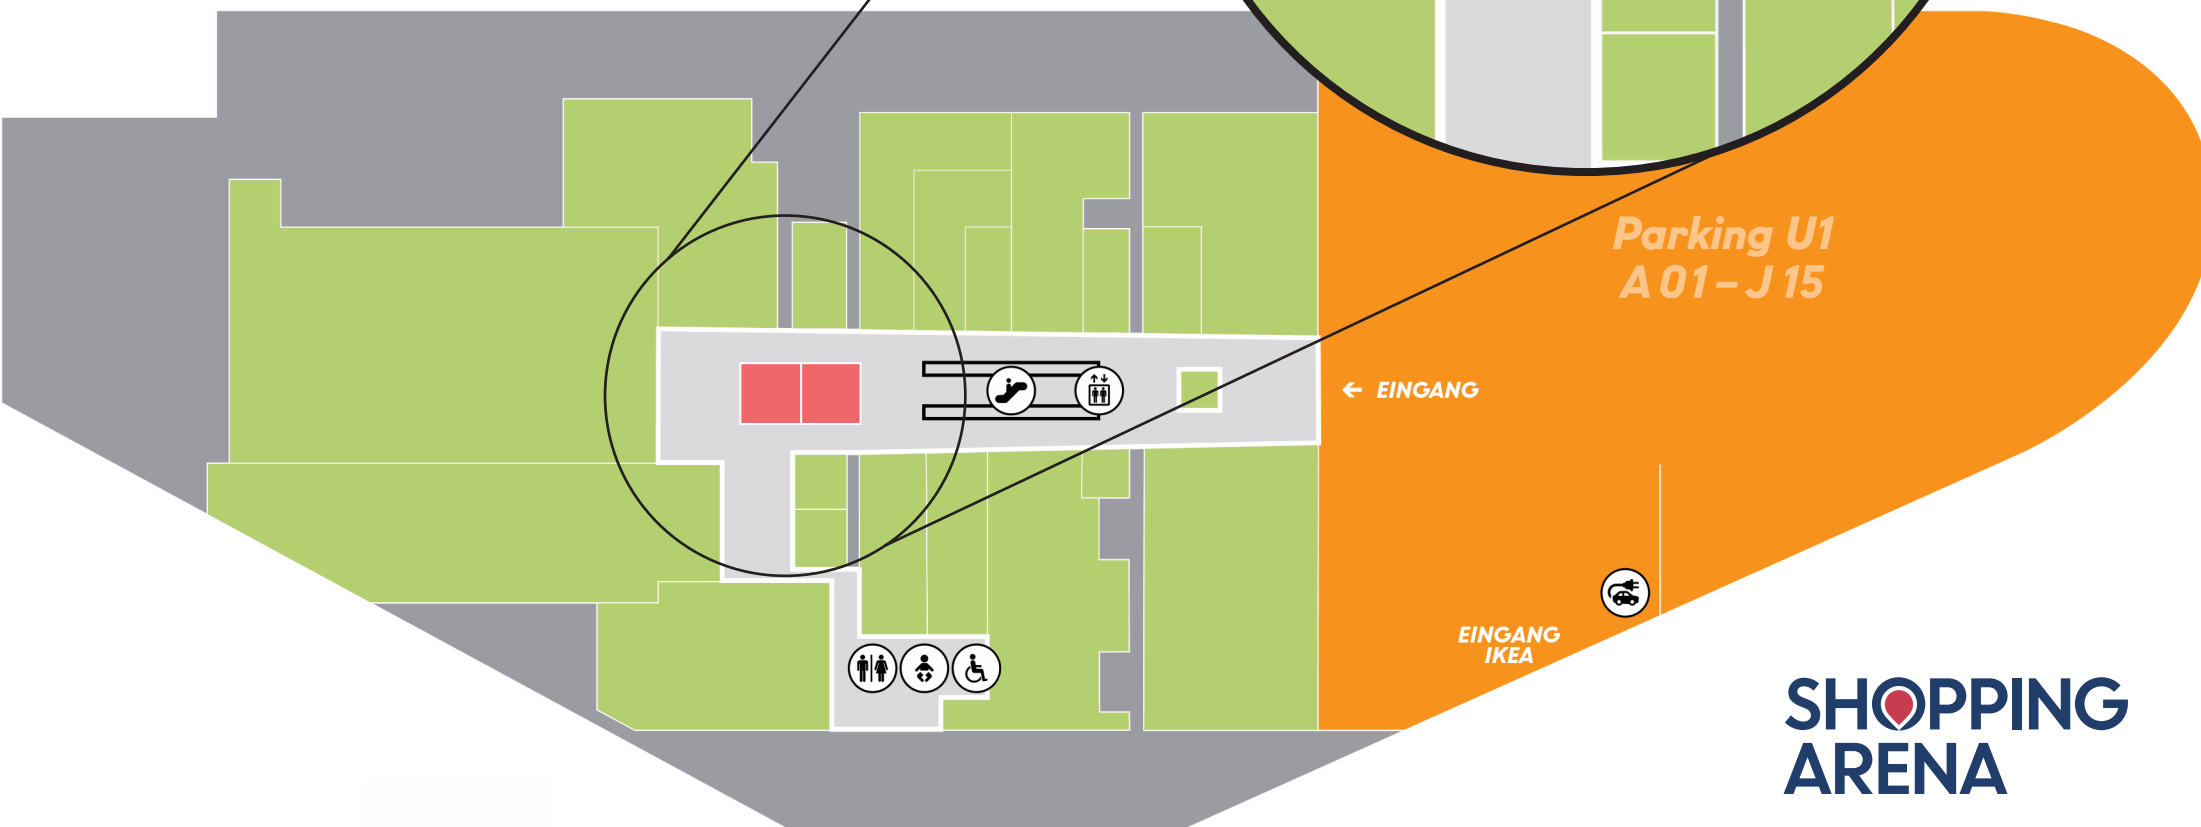 Parking U1
A 01 – J 15
← EINGANG
EINGANG
IKEA
SHOPPING
ARENA